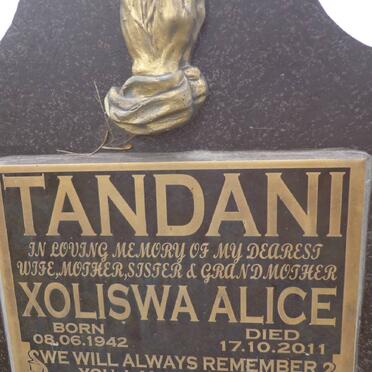 TANDANI
IN LOVING MEMORY OF MY DEAREST
WIFE, MOTHER, SISTER & GRANDMOTHER
XOLISWA ALICE
BORN DIED
08.06.1942 17.10.2011
WE WILL ALWAYS REMEMBER